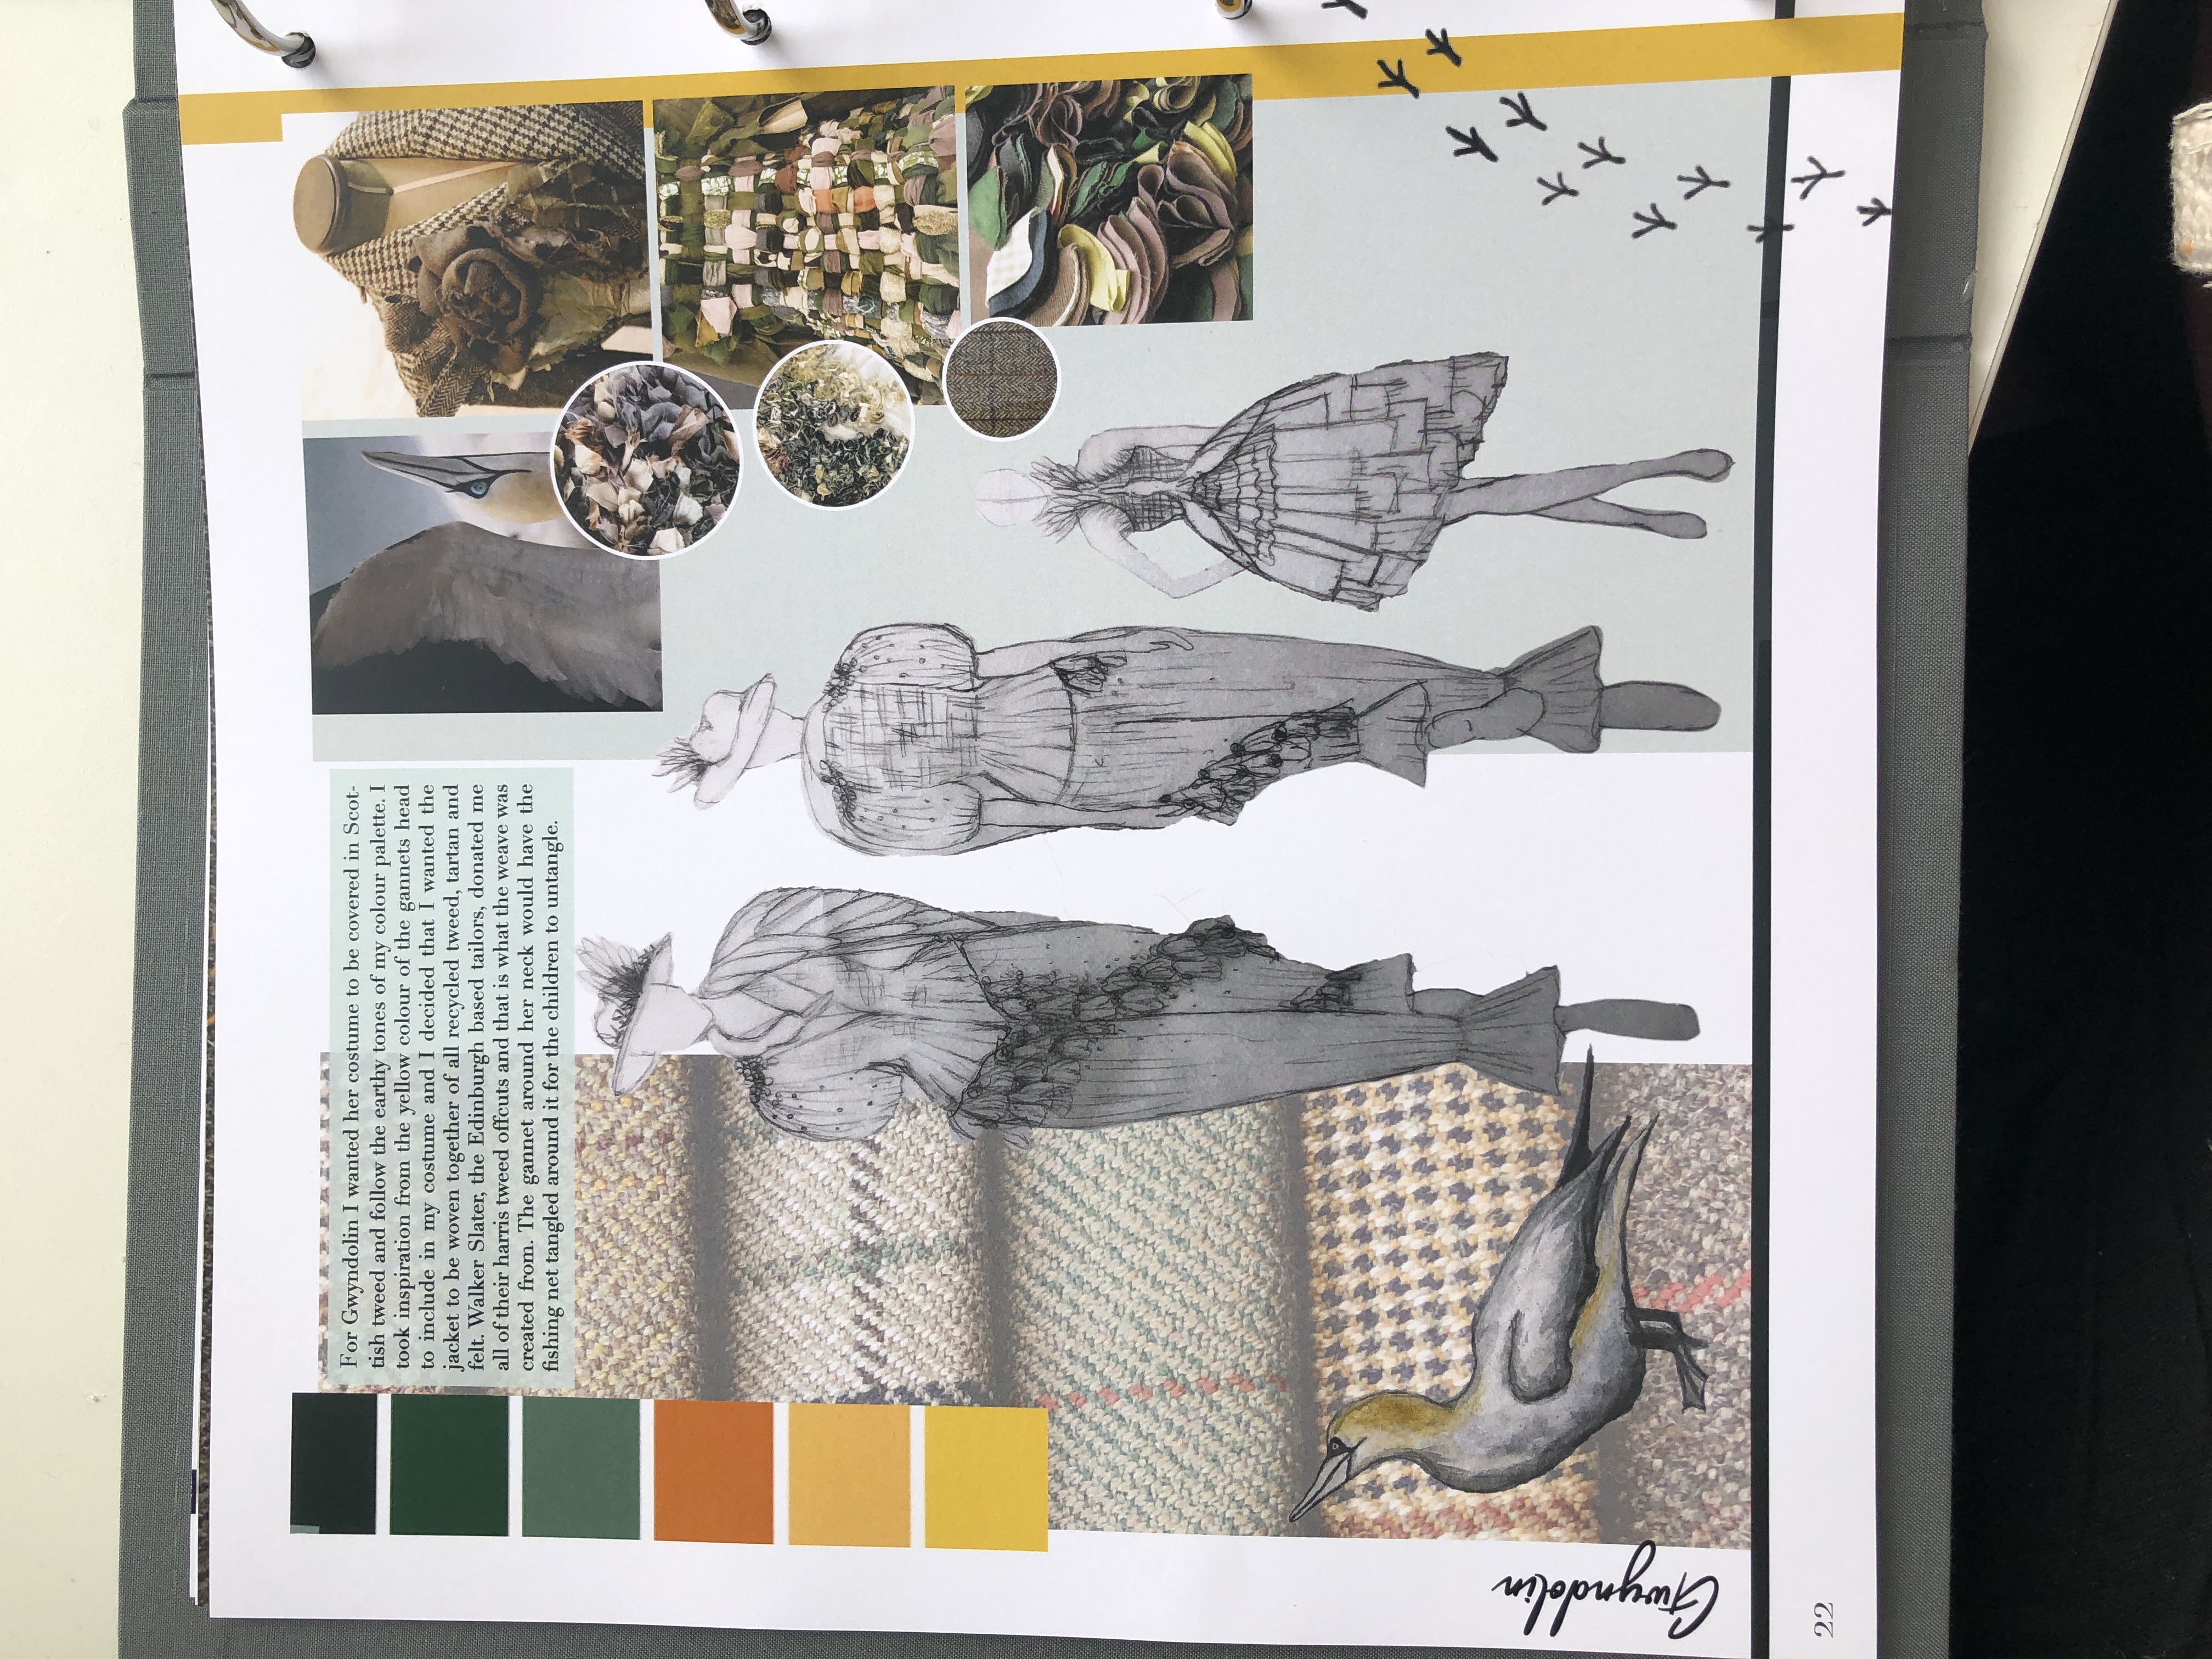 For Gwyndolin I wanted her costume to be covered in Scot-
tish tweed and follow the earthy tones of my colour palette. I
took inspiration from the yellow colour of the gannets head
to include in my costume and I decided that I wanted the
jacket to be woven together of all recycled tweed, tartan and
felt. Walker Slater, the Edinburgh based tailors, donated me
all of their harris tweed offcuts and that is what the weave was
created from. The gannet around her neck would have the
fishing net tangled around it for the children to untangle.
Gwyndolin
22